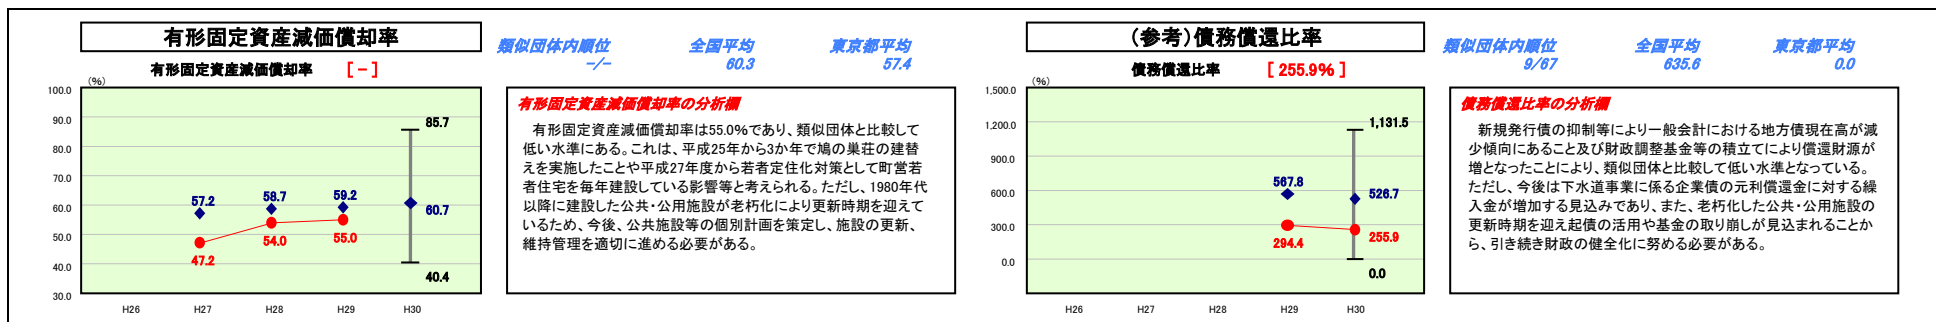 有形固定資産減価償却率
類似団体内順位 全国平均 東京都平均
-/- 60.3 57.4
有形固定資産減価償却率 [ - ]
(%)
100.0
90.0
80.0
70.0
60.0
50.0
40.0
30.0
85.7
57.2
58.7
59.2
60.7
47.2
54.0
55.0
40.4
H26 H27 H28 H29 H30
有形固定資産減価償却率の分析欄
有形固定資産減価償却率は55.0%であり、類似団体と比較して
低い水準にある。これは、平成25年から3か年で鳩の巣荘の建替
えを実施したことや平成27年度から若者定住化対策として町営若
者住宅を毎年建設している影響等と考えられる。ただし、1980年代
以降に建設した公共・公用施設が老朽化により更新時期を迎えて
いるため、今後、公共施設等の個別計画を策定し、施設の更新、
維持管理を適切に進める必要がある。
(参考)債務償還比率
類似団体内順位 全国平均 東京都平均
9/67 635.6 0.0
債務償還比率 [ 255.9% ]
(%)
1,500.0
1,200.0
900.0
600.0
300.0
0.0
1,131.5
567.8
526.7
294.4
255.9
0.0
H26 H27 H28 H29 H30
債務償還比率の分析欄
新規発行債の抑制等により一般会計における地方債現在高が減
少傾向にあること及び財政調整基金等の積立てにより償還財源が
増となったことにより、類似団体と比較して低い水準となっている。
ただし、今後は下水道事業に係る企業債の元利償還金に対する繰
入金が増加する見込みであり、また、老朽化した公共・公用施設の
更新時期を迎え起債の活用や基金の取り崩しが見込まれることか
ら、引き続き財政の健全化に努める必要がある。